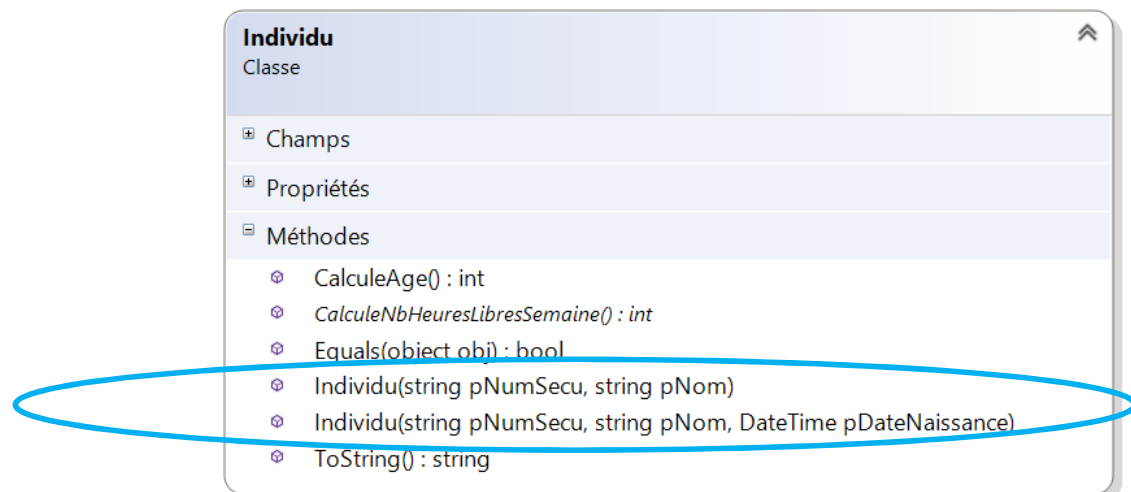 Individu
Classe
Champs
Propriétés
Méthodes
CalculeAge() : int
CalculeNbHeuresLibresSemaine() : int
Equals(object obj) : bool
Individu(string pNumSecu, string pNom)
Individu(string pNumSecu, string pNom, DateTime pDateNaissance)
ToString() : string